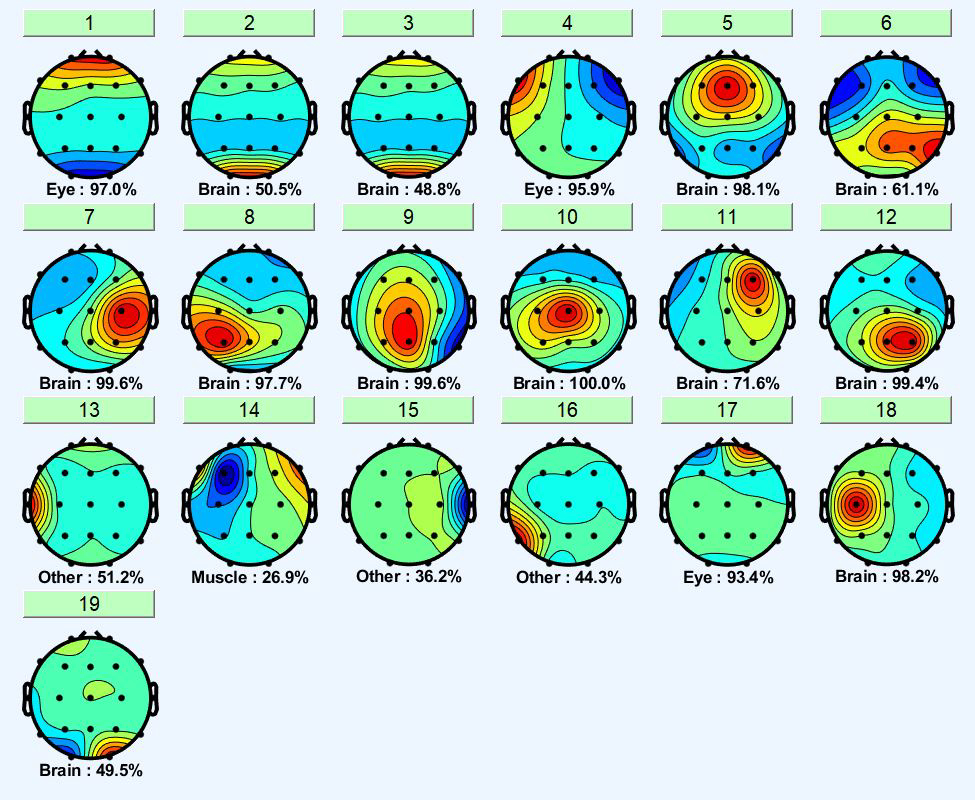 1 2 3 4 5 6
Eye : 97.0% Brain : 50.5% Brain : 48.8% Eye : 95.9% Brain : 98.1% Brain : 61.1%
7 8 9 10 11 12
Brain : 99.6% Brain : 97.7% Brain : 99.6% Brain : 100.0% Brain : 71.6% Brain : 99.4%
13 14 15 16 17 18
Other : 51.2% Muscle : 26.9% Other : 36.2% Other : 44.3% Eye : 93.4% Brain : 98.2%
19
Brain : 49.5%